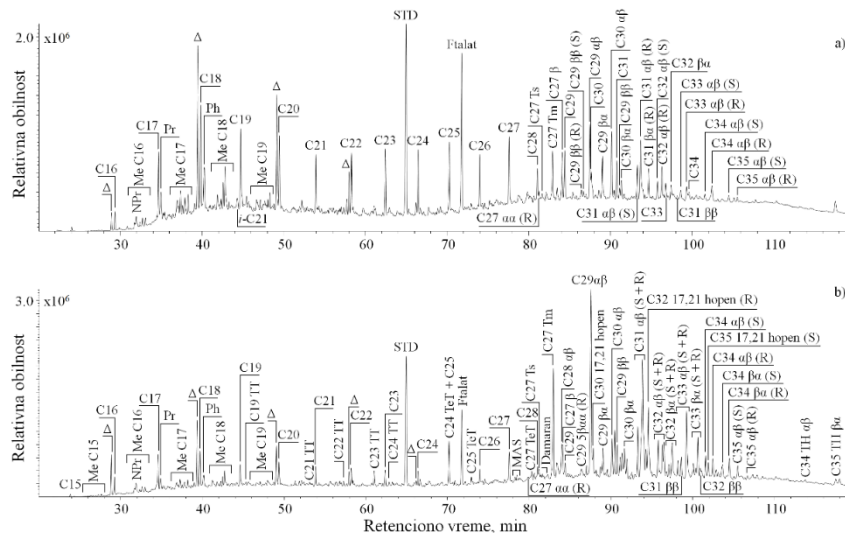 a)
2.0 x10⁶
Relativna obilnost
C16
Δ
NPr
Me C16
C17
Pr
Me C17
Δ
C18
Ph
Me C18
C19
i-C21
Me C19
Δ
C20
C21
Δ
C22
C23
STD
C24
C25
Ftalat
C26
C27
C28
C27 Ts
C27 αα (R)
C27 Tm
C27 β
C29
C29 ββ (R)
C29 ββ (S)
C29 αβ
C30
C29 βα
C30 αβ
C31
C29 ββ
C30 βα
C31 αβ (S)
C31 αβ (R)
C31 βα (R)
C32 αβ (S)
C32 αβ (R)
C33
C32 βα
C31 ββ
C33 αβ (S)
C33 αβ (R)
C34
C34 αβ (S)
C34 αβ (R)
C35 αβ (S)
C35 αβ (R)
30 40 50 60 70 80 90 100 110
b)
3.0 x10⁶
Relativna obilnost
C15
Me C15
Δ
C16
NPr
Me C16
C17
Pr
Me C17
Δ
C18
Ph
Me C18
C19
C19 TT
Me C19
Δ
C20
C21 TT
C21
C22 TT
Δ
C22
C23 TT
C23
C24 TT
STD
Δ
C24
C24 TeT + C25
Ftalat
C25 TeT
C26
C27
MAS
C28
C27 TeT
C27 Ts
C27 αα (R)
Damaran
C27 Tm
C27 β
C28 αβ
C29
C29 5βαα (R)
C29αβ
C29 βα
C30 17,21 hopen
C30 αβ
C29 ββ
C30 βα
C31 αβ (S + R)
C32 17,21 hopen (R)
C31 ββ
C32 αβ (S + R)
C32 βα (S + R)
C33 αβ (S + R)
C33 βα (S + R)
C32 ββ
C34 αβ (S)
C35 17,21 hopen (S)
C34 αβ (R)
C34 βα (S)
C34 βα (R)
C35 αβ (S)
C35 αβ (R)
C34 TH αβ
C35 TH βα
30 40 50 60 70 80 90 100 110
Retenciono vreme, min